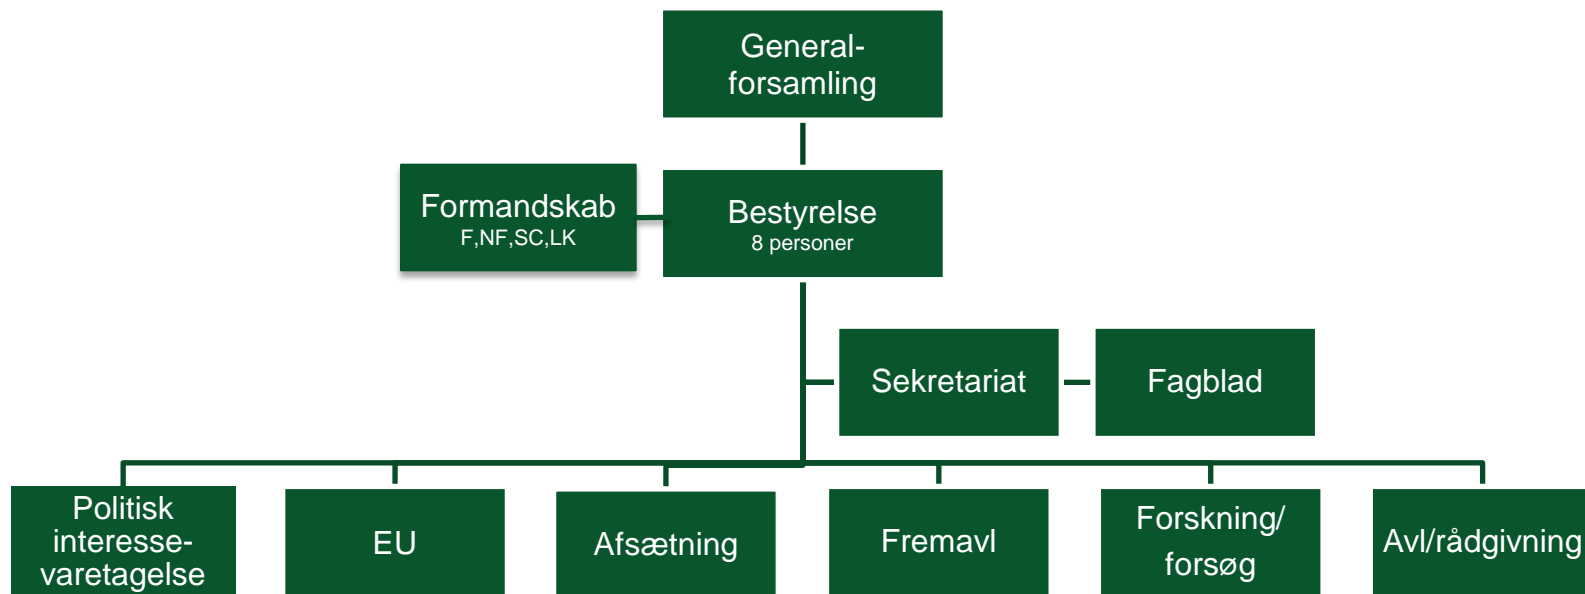 General-
forsamling
Formandskab
F,NF,SC,LK
Bestyrelse
8 personer
Sekretariat
Fagblad
Politisk
interesse-
varetagelse
EU
Afsætning
Fremavl
Forskning/
forsøg
Avl/rådgivning